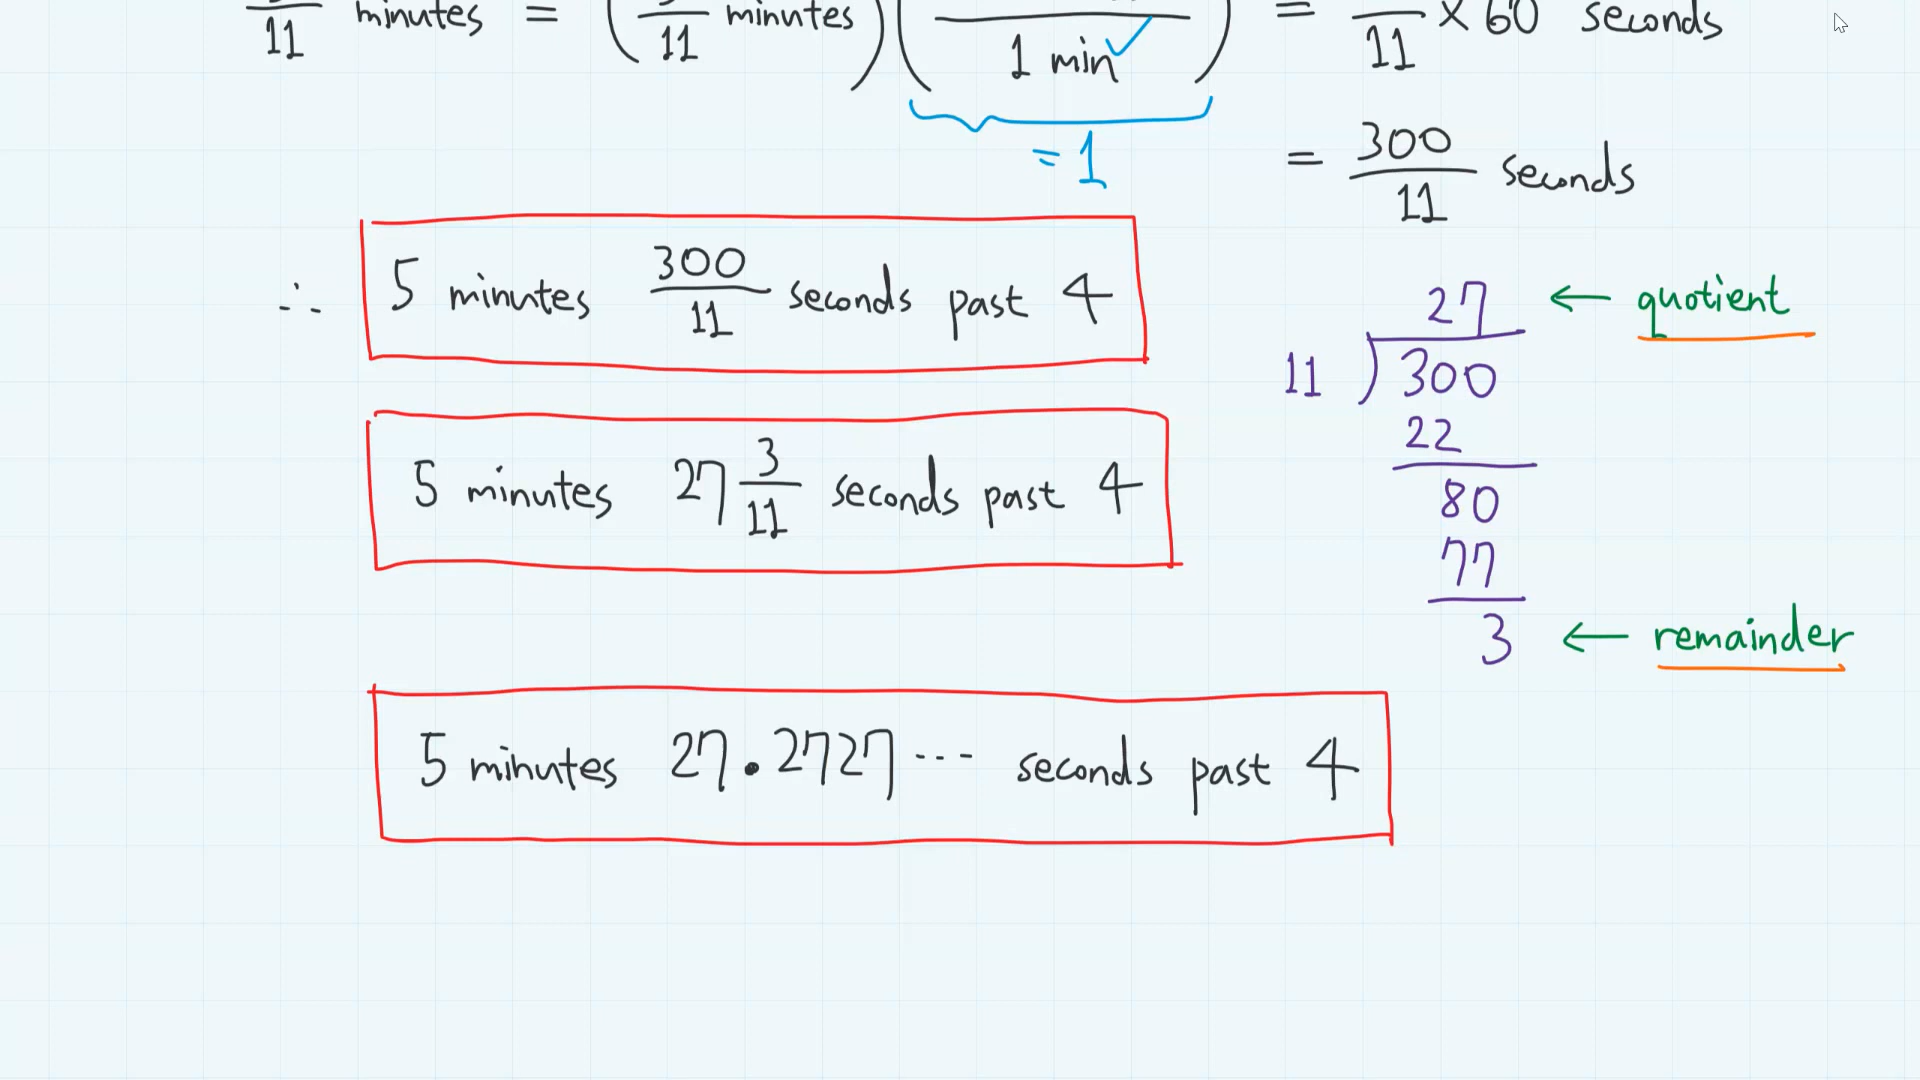 11 minutes = ( 11 minutes ) ( 1 min ) = 11 × 60 seconds
= 1
= 300/11 seconds
∴ 5 minutes 300/11 seconds past 4
5 minutes 27 3/11 seconds past 4
5 minutes 27.2727... seconds past 4
27 ← quotient
11 ) 300
22
80
77
3 ← remainder